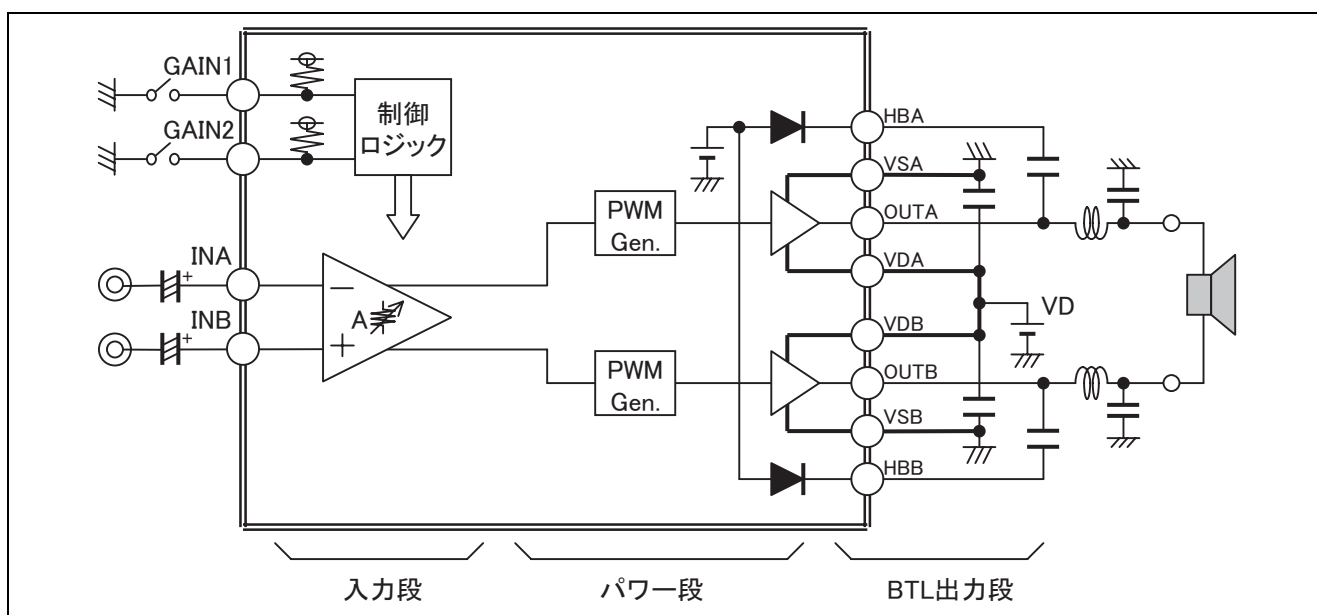 GAIN1
GAIN2
制御
ロジック
INA
+
INB
+
−
A
+
PWM
Gen.
PWM
Gen.
HBA
VSA
OUTA
VDA
VD
VDB
OUTB
VSB
HBB
入力段
パワー段
BTL出力段